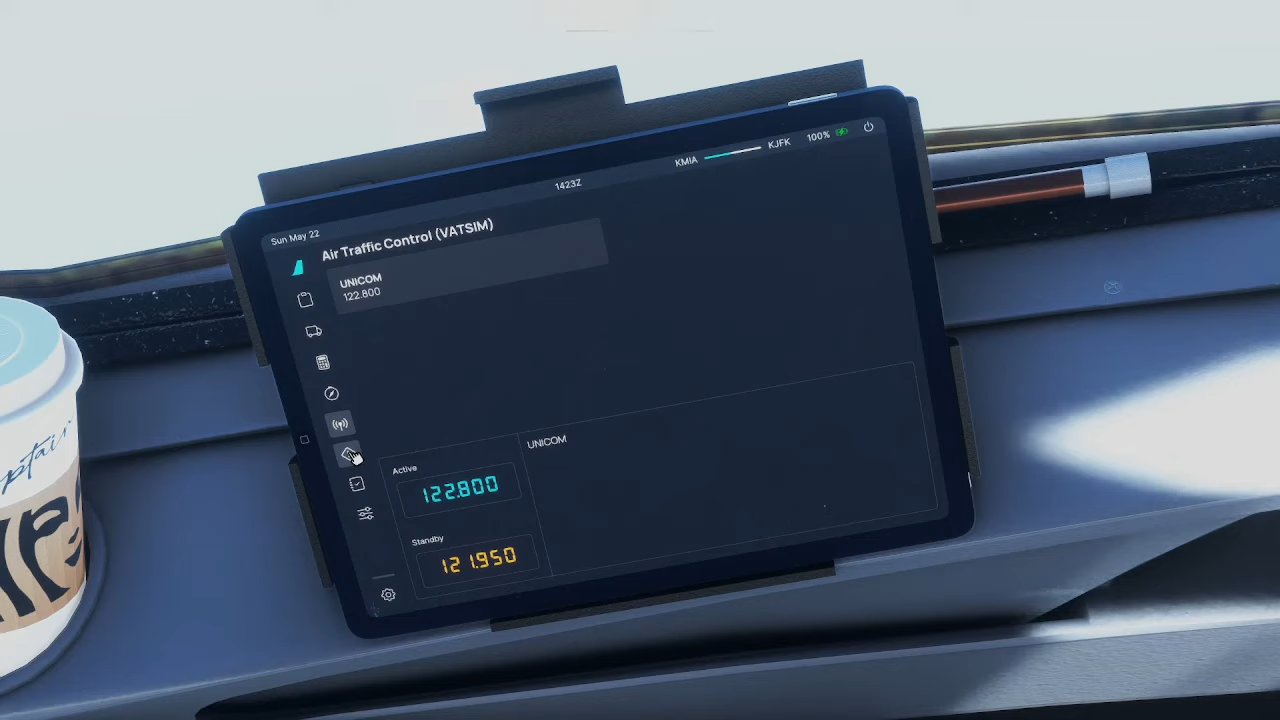 Sun May 22
1423Z
KMIA
KJFK
100%
Air Traffic Control (VATSIM)
UNICOM
122.800
Active
122.800
UNICOM
Standby
121.950